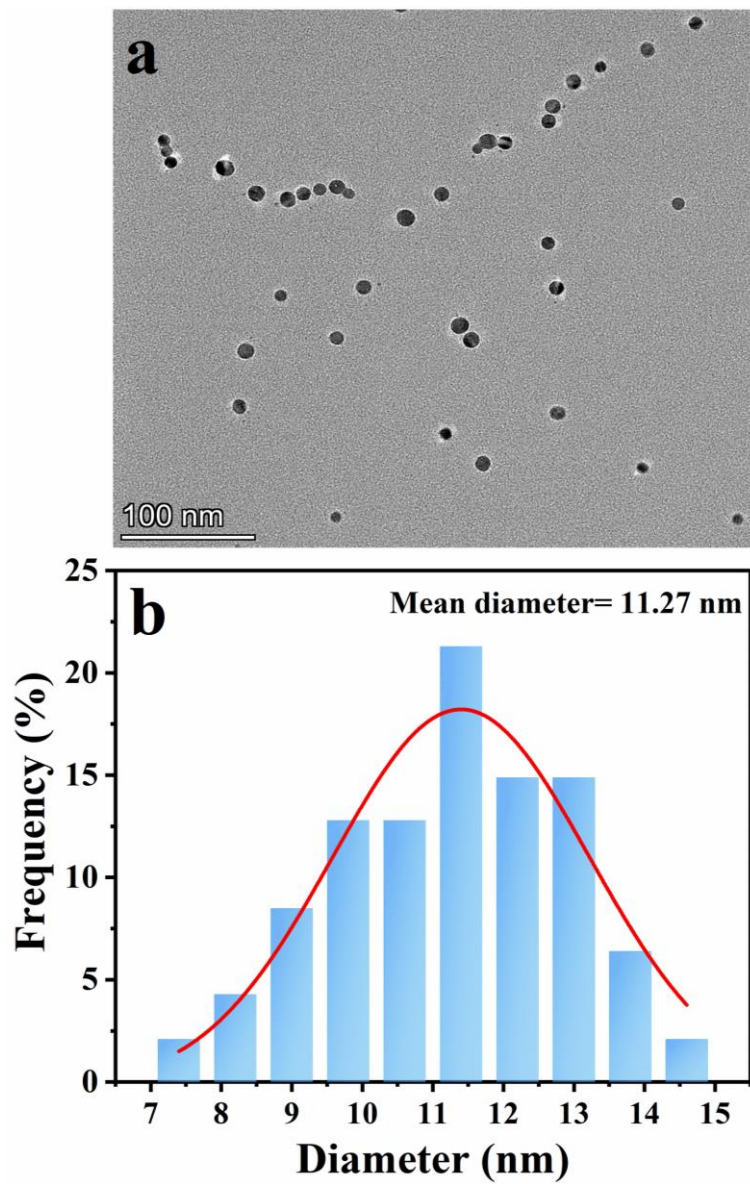 a
100 nm
b
Mean diameter= 11.27 nm
25
20
15
10
5
0
Frequency (%)
7 8 9 10 11 12 13 14 15
Diameter (nm)